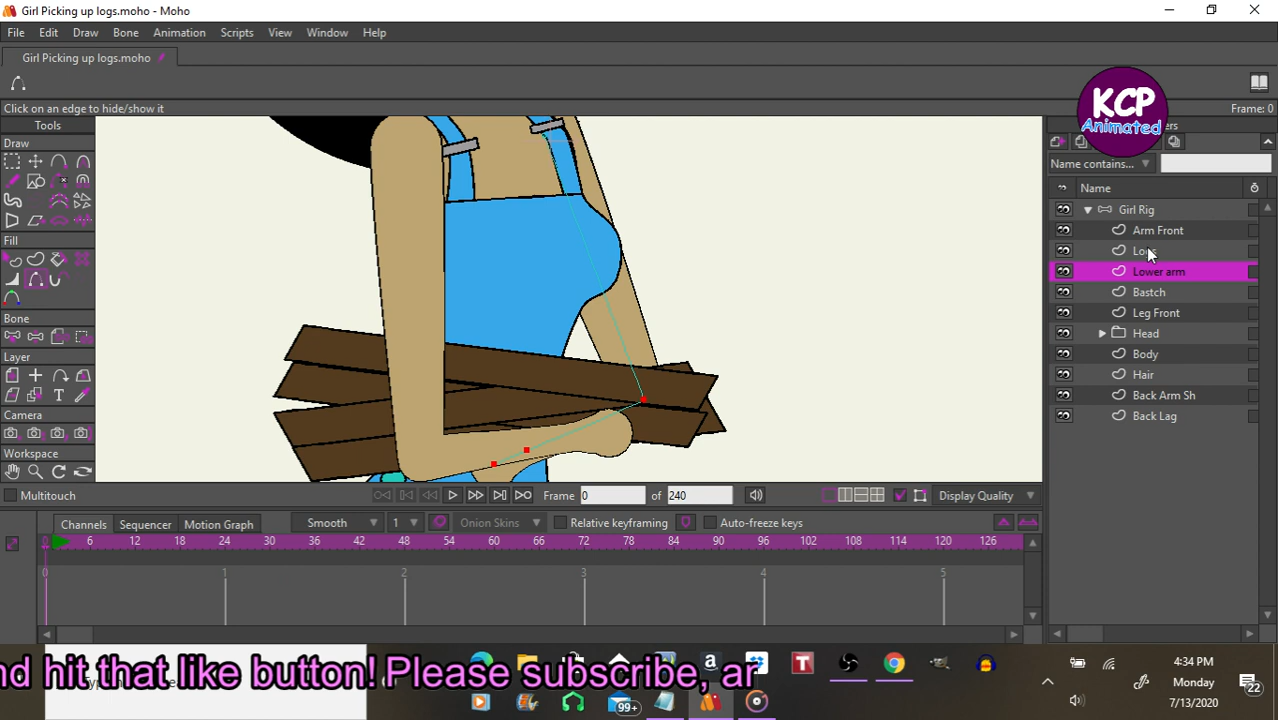 Girl Picking up logs.moho - Moho
File Edit Draw Bone Animation Scripts View Window Help
Girl Picking up logs.moho
Click on an edge to hide/show it
Frame: 0
KCP
Animated
Tools
Draw
Fill
Bone
Layer
Camera
Workspace
Name contains...
Name
Girl Rig
Arm Front
Lower arm
Bastch
Leg Front
Head
Body
Hair
Back Arm Sh
Back Lag
Multitouch
Frame 0 of 240
Display Quality
Channels Sequencer Motion Graph
Smooth 1 Onion Skins Relative keyframing Auto-freeze keys
0 6 12 18 24 30 36 42 48 54 60 66 72 78 84 90 96 102 108 114 120 126
0 1 2 3 4 5
nd hit that like button! Please subscribe, ar
99+
4:34 PM
Monday
7/13/2020
22